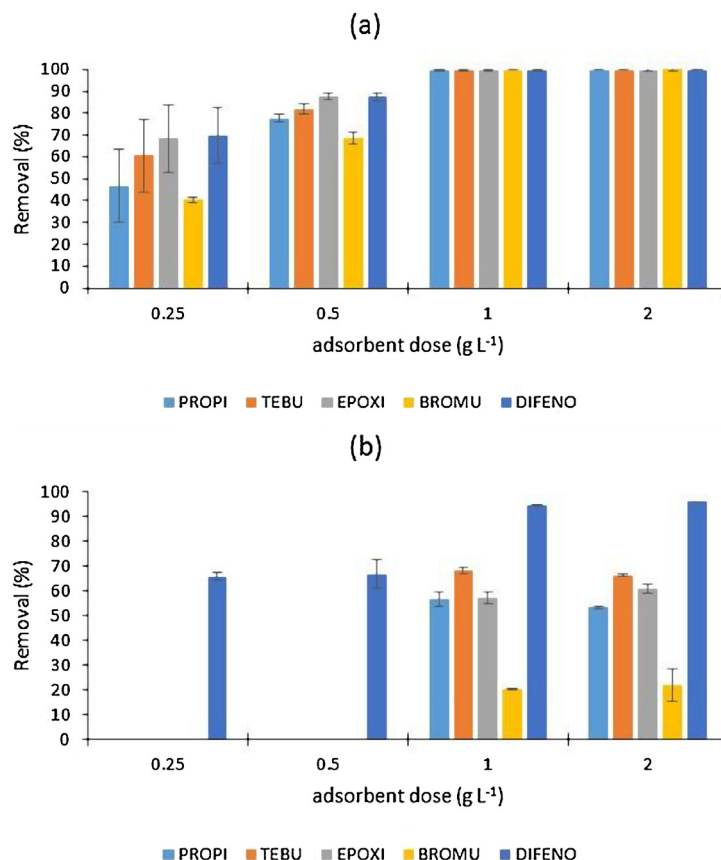 (a)
Removal (%)
100
90
80
70
60
50
40
30
20
10
0
0.25 0.5 1 2
adsorbent dose (g L⁻¹)
PROPI TEBU EPOXI BROMU DIFENO
(b)
Removal (%)
100
90
80
70
60
50
40
30
20
10
0
0.25 0.5 1 2
adsorbent dose (g L⁻¹)
PROPI TEBU EPOXI BROMU DIFENO